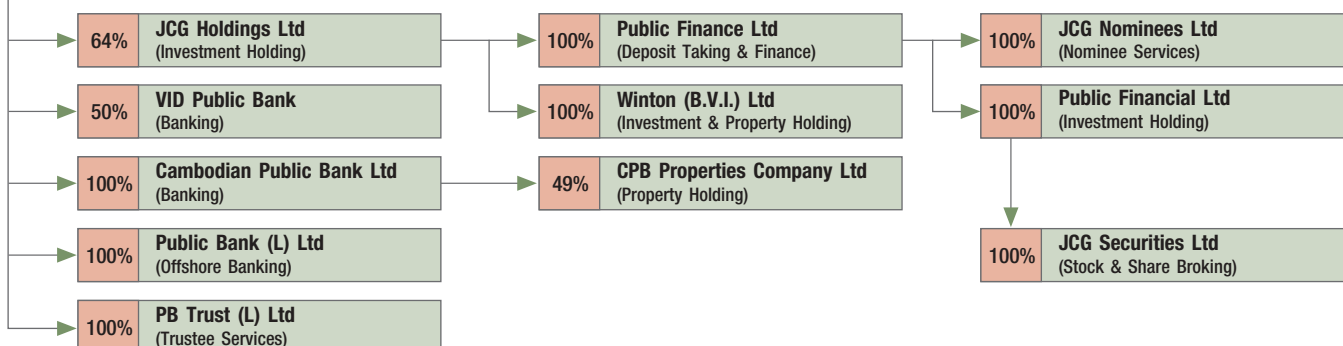 64%
JCG Holdings Ltd
(Investment Holding)
100%
Public Finance Ltd
(Deposit Taking & Finance)
100%
JCG Nominees Ltd
(Nominee Services)
50%
VID Public Bank
(Banking)
100%
Winton (B.V.I.) Ltd
(Investment & Property Holding)
100%
Public Financial Ltd
(Investment Holding)
100%
Cambodian Public Bank Ltd
(Banking)
49%
CPB Properties Company Ltd
(Property Holding)
100%
Public Bank (L) Ltd
(Offshore Banking)
100%
JCG Securities Ltd
(Stock & Share Broking)
100%
PB Trust (L) Ltd
(Trustee Services)